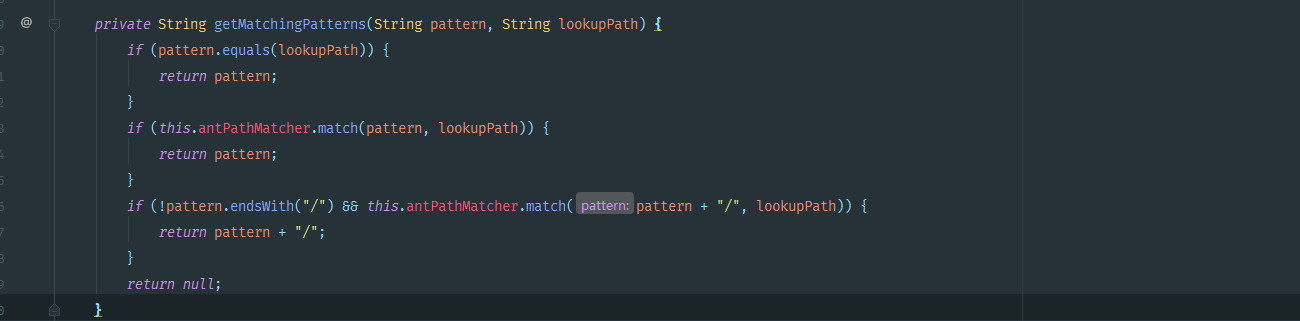 @ private String getMatchingPatterns(String pattern, String lookupPath) {
if (pattern.equals(lookupPath)) {
return pattern;
}
if (this.antPathMatcher.match(pattern, lookupPath)) {
return pattern;
}
if (!pattern.endsWith("/") && this.antPathMatcher.match( pattern: pattern + "/", lookupPath)) {
return pattern + "/";
}
return null;
}